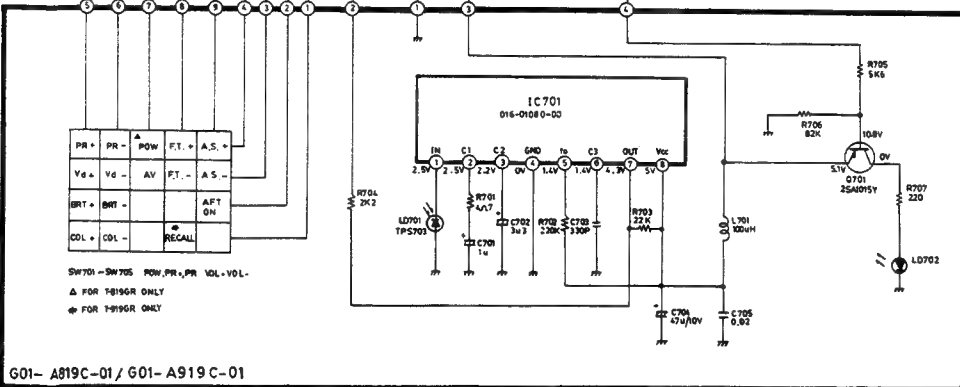 5 6 7 8 9 4 3 2 1 2 1 3 4
R705
5K6
IC701
016-01080-00
R706
82K
10.8V
5.1V
0V
Q701
2SA1015Y
IN C1 C2 GND fo C3 OUT Vcc
1 2 3 4 5 6 7 8
2.5V 2.5V 2.2V 0V 1.4V 1.4V 4.3V 5V
PR + PR - △ POW F.T. + A.S. +
AV F.T. - A.S -
BRT + BRT - AFT ON
COL + COL - RECALL
R704
2K2
LD701
TPS703
R701
4Ω7
C701
1u
C702
3u3
R702
220K
C703
330P
R703
22K
L701
100uH
R707
220
LD702
C704
47u/10V
C705
0.02
SW701 - SW705 POW,PR+,PR VOL-VOL-
△ FOR T-819GR ONLY
FOR T-919GR ONLY
G01- A819C-01 / G01- A919C-01